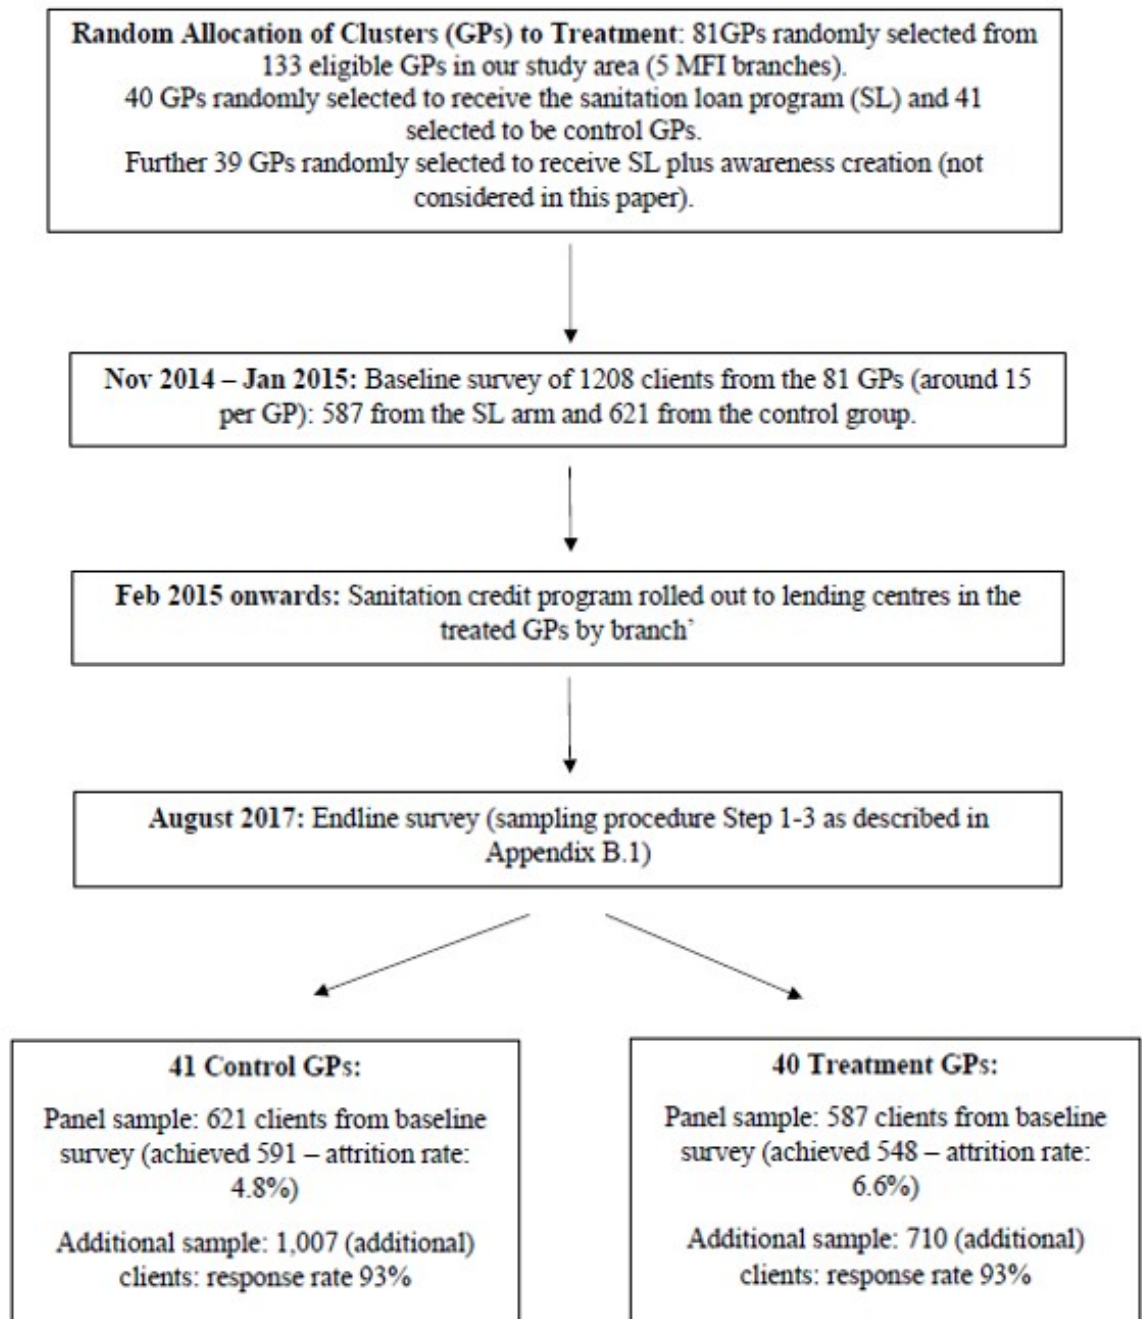 Random Allocation of Clusters (GPs) to Treatment: 81GPs randomly selected from
133 eligible GPs in our study area (5 MFI branches).
40 GPs randomly selected to receive the sanitation loan program (SL) and 41
selected to be control GPs.
Further 39 GPs randomly selected to receive SL plus awareness creation (not
considered in this paper).
Nov 2014 – Jan 2015: Baseline survey of 1208 clients from the 81 GPs (around 15
per GP): 587 from the SL arm and 621 from the control group.
Feb 2015 onwards: Sanitation credit program rolled out to lending centres in the
treated GPs by branch’
August 2017: Endline survey (sampling procedure Step 1-3 as described in
Appendix B.1)
41 Control GPs:
Panel sample: 621 clients from baseline
survey (achieved 591 – attrition rate:
4.8%)
Additional sample: 1,007 (additional)
clients: response rate 93%
40 Treatment GPs:
Panel sample: 587 clients from baseline
survey (achieved 548 – attrition rate:
6.6%)
Additional sample: 710 (additional)
clients: response rate 93%